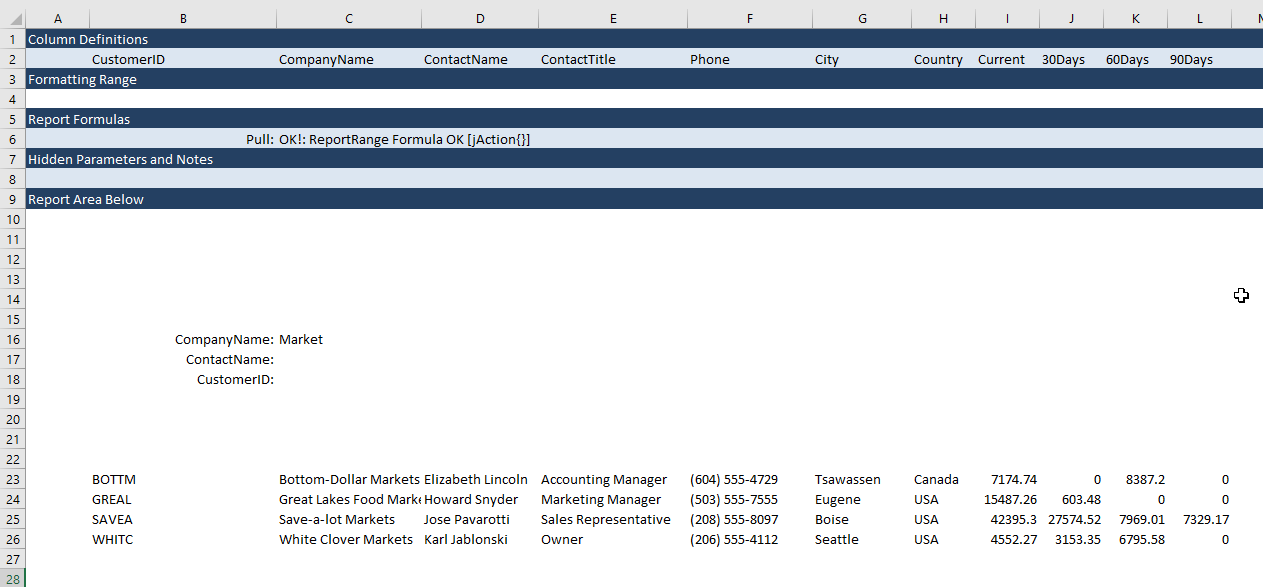 A B C D E F G H I J K L
1 Column Definitions
2 CustomerID CompanyName ContactName ContactTitle Phone City Country Current 30Days 60Days 90Days
3 Formatting Range
4
5 Report Formulas
6 Pull: OK!: ReportRange Formula OK [jAction{}]
7 Hidden Parameters and Notes
8
9 Report Area Below
10
11
12
13
14
15
16 CompanyName: Market
17 ContactName:
18 CustomerID:
19
20
21
22
23 BOTTM Bottom-Dollar Markets Elizabeth Lincoln Accounting Manager (604) 555-4729 Tsawassen Canada 7174.74 0 8387.2 0
24 GREAL Great Lakes Food Marke Howard Snyder Marketing Manager (503) 555-7555 Eugene USA 15487.26 603.48 0 0
25 SAVEA Save-a-lot Markets Jose Pavarotti Sales Representative (208) 555-8097 Boise USA 42395.3 27574.52 7969.01 7329.17
26 WHITC White Clover Markets Karl Jablonski Owner (206) 555-4112 Seattle USA 4552.27 3153.35 6795.58 0
27
28